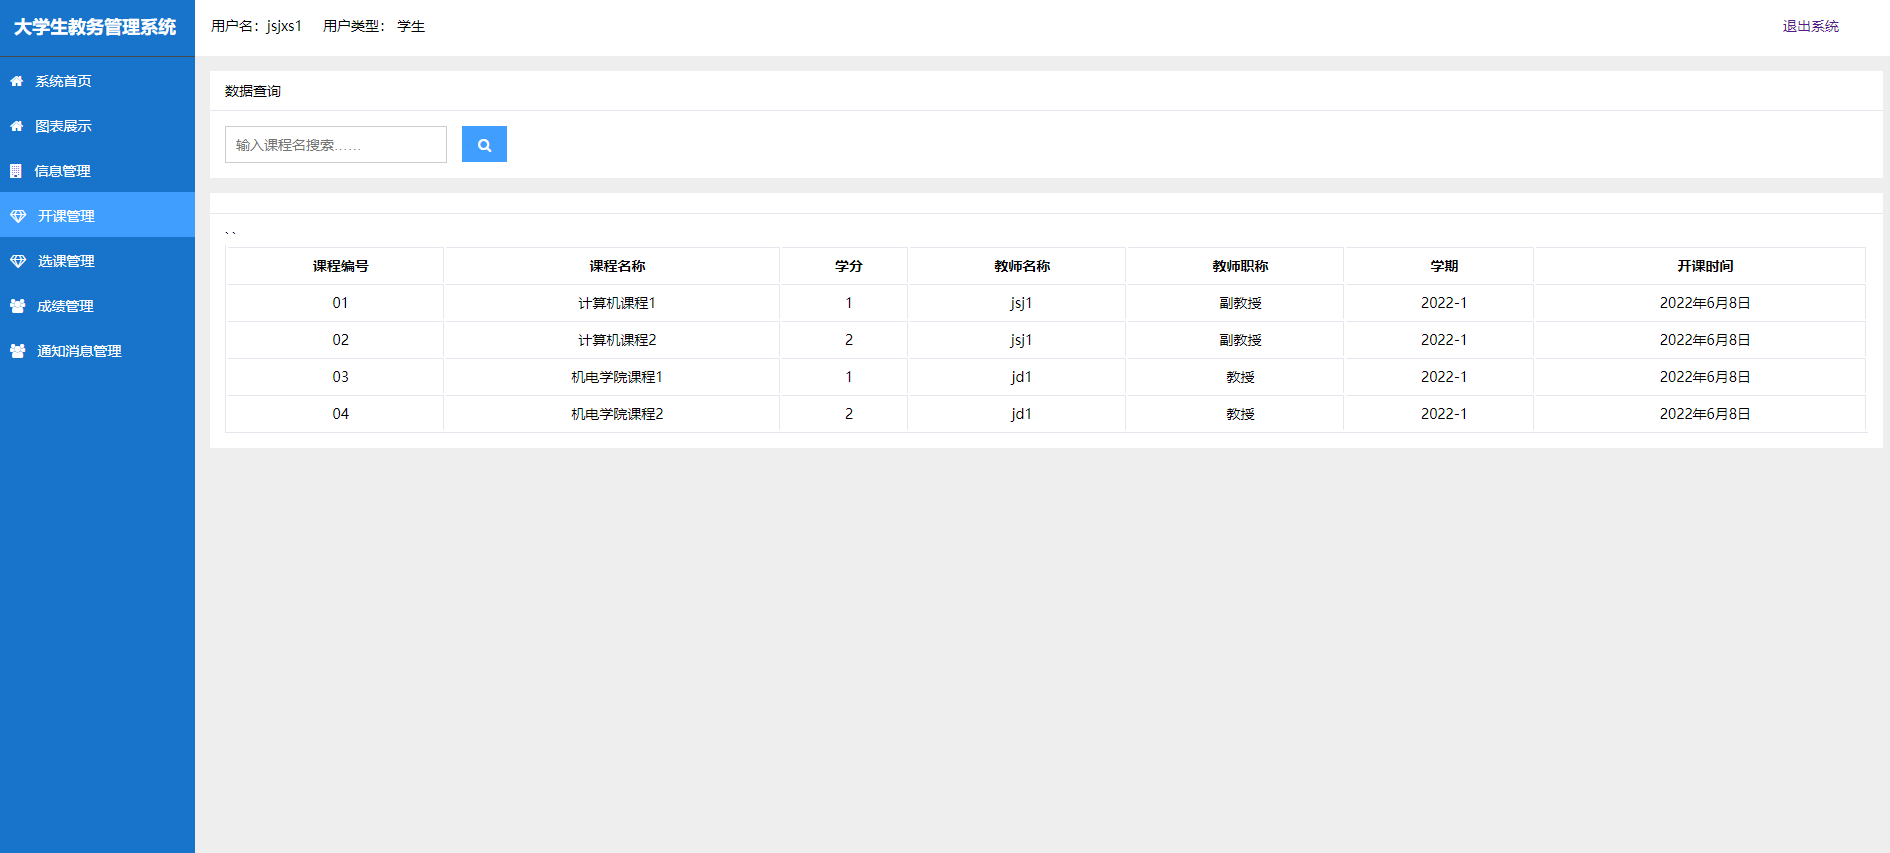 大学生教务管理系统
用户名：jsjxs1 用户类型： 学生
退出系统
系统首页
图表展示
信息管理
开课管理
选课管理
成绩管理
通知消息管理
数据查询
输入课程名搜索……
``
课程编号 课程名称 学分 教师名称 教师职称 学期 开课时间
01 计算机课程1 1 jsj1 副教授 2022-1 2022年6月8日
02 计算机课程2 2 jsj1 副教授 2022-1 2022年6月8日
03 机电学院课程1 1 jd1 教授 2022-1 2022年6月8日
04 机电学院课程2 2 jd1 教授 2022-1 2022年6月8日